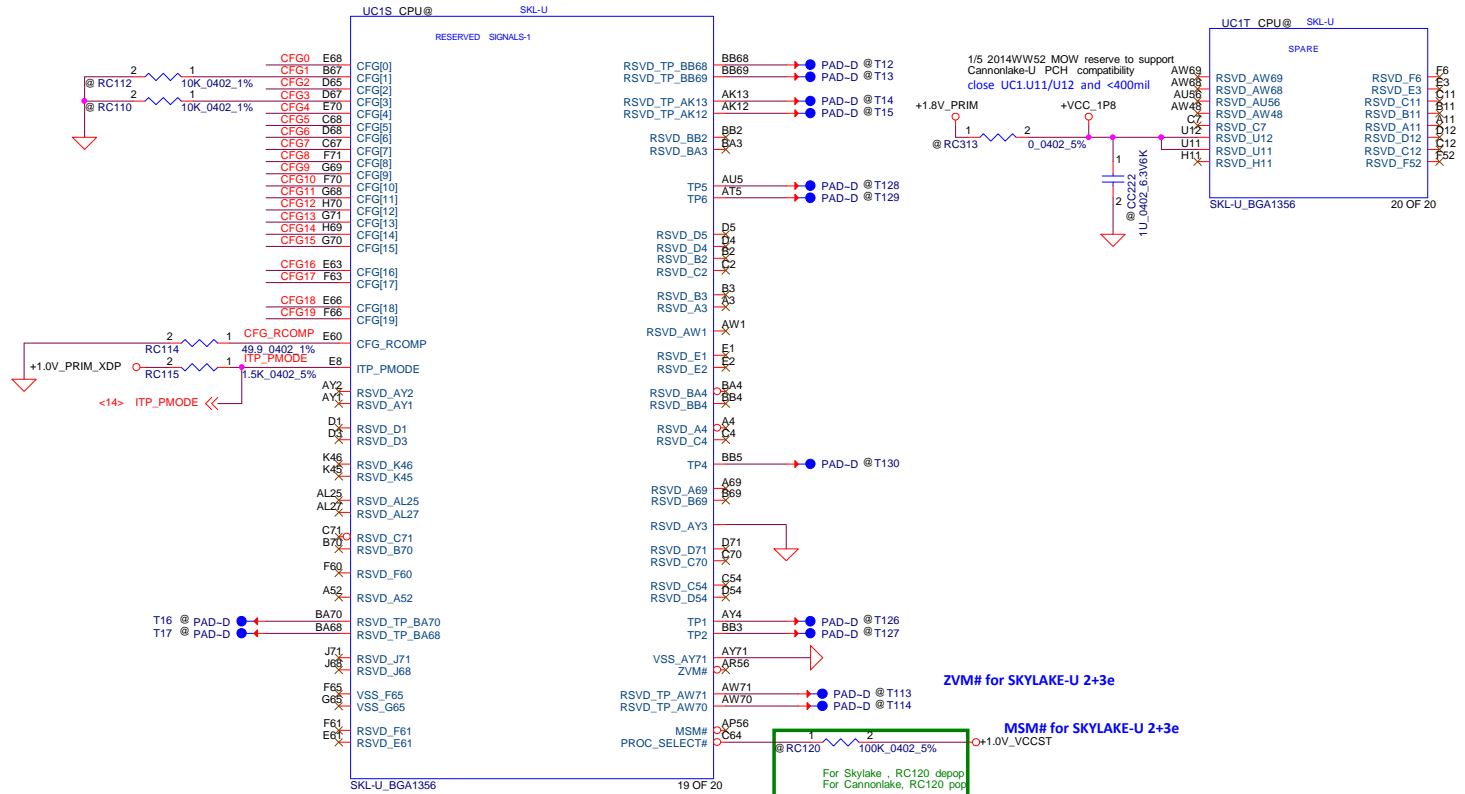 UC1S CPU@ SKL-U
RESERVED SIGNALS-1
CFG0 E68 CFG[0]
CFG1 B67 CFG[1]
CFG2 D65 CFG[2]
CFG3 D67 CFG[3]
CFG4 E70 CFG[4]
CFG5 C68 CFG[5]
CFG6 D68 CFG[6]
CFG7 C67 CFG[7]
CFG8 F71 CFG[8]
CFG9 G69 CFG[9]
CFG10 F70 CFG[10]
CFG11 G68 CFG[11]
CFG12 H70 CFG[12]
CFG13 G71 CFG[13]
CFG14 H69 CFG[14]
CFG15 G70 CFG[15]
CFG16 E63 CFG[16]
CFG17 F63 CFG[17]
CFG18 E66 CFG[18]
CFG19 F66 CFG[19]
2 1
@ RC112 10K_0402_1%
2 1
@ RC110 10K_0402_1%
2 1 CFG_RCOMP E60 CFG_RCOMP
RC114 49.9_0402_1%
+1.0V_PRIM_XDP 2 1 ITP_PMODE E8 ITP_PMODE
RC115 1.5K_0402_5%
<14> ITP_PMODE
AY2 RSVD_AY2
AY1 RSVD_AY1
D1 RSVD_D1
D3 RSVD_D3
K46 RSVD_K46
K45 RSVD_K45
AL25 RSVD_AL25
AL27 RSVD_AL27
C71 RSVD_C71
B70 RSVD_B70
F60 RSVD_F60
A52 RSVD_A52
T16 @ PAD~D BA70 RSVD_TP_BA70
T17 @ PAD~D BA68 RSVD_TP_BA68
J71 RSVD_J71
J68 RSVD_J68
F65 VSS_F65
G65 VSS_G65
F61 RSVD_F61
E61 RSVD_E61
RSVD_TP_BB68 BB68 PAD~D @ T12
RSVD_TP_BB69 BB69 PAD~D @ T13
RSVD_TP_AK13 AK13 PAD~D @ T14
RSVD_TP_AK12 AK12 PAD~D @ T15
RSVD_BB2 BB2
RSVD_BA3 BA3
TP5 AU5 PAD~D @ T128
TP6 AT5 PAD~D @ T129
RSVD_D5 D5
RSVD_D4 D4
RSVD_B2 B2
RSVD_C2 C2
RSVD_B3 B3
RSVD_A3 A3
RSVD_AW1 AW1
RSVD_E1 E1
RSVD_E2 E2
RSVD_BA4 BA4
RSVD_BB4 BB4
RSVD_A4 A4
RSVD_C4 C4
TP4 BB5 PAD~D @ T130
RSVD_A69 A69
RSVD_B69 B69
RSVD_AY3
RSVD_D71 D71
RSVD_C70 C70
RSVD_C54 C54
RSVD_D54 D54
TP1 AY4 PAD~D @ T126
TP2 BB3 PAD~D @ T127
VSS_AY71 AY71
ZVM# AR56
RSVD_TP_AW71 AW71 PAD~D @ T113
RSVD_TP_AW70 AW70 PAD~D @ T114
MSM# AP56
PROC_SELECT# C64 1 2 +1.0V_VCCST
@ RC120 100K_0402_5%
ZVM# for SKYLAKE-U 2+3e
MSM# for SKYLAKE-U 2+3e
For Skylake , RC120 depop
For Cannonlake, RC120 pop
SKL-U_BGA1356 19 OF 20
1/5 2014WW52 MOW reserve to support
Cannonlake-U PCH compatibility
close UC1.U11/U12 and <400mil
+1.8V_PRIM +VCC_1P8
1 2
@ RC313 0_0402_5%
1
2
@ CC222
1U_0402_6.3V6K
UC1T CPU@ SKL-U
SPARE
AW69 RSVD_AW69
AW68 RSVD_AW68
AU56 RSVD_AU56
AW48 RSVD_AW48
C7 RSVD_C7
U12 RSVD_U12
U11 RSVD_U11
H11 RSVD_H11
RSVD_F6 F6
RSVD_E3 E3
RSVD_C11 C11
RSVD_B11 B11
RSVD_A11 A11
RSVD_D12 D12
RSVD_C12 C12
RSVD_F52 F52
SKL-U_BGA1356 20 OF 20